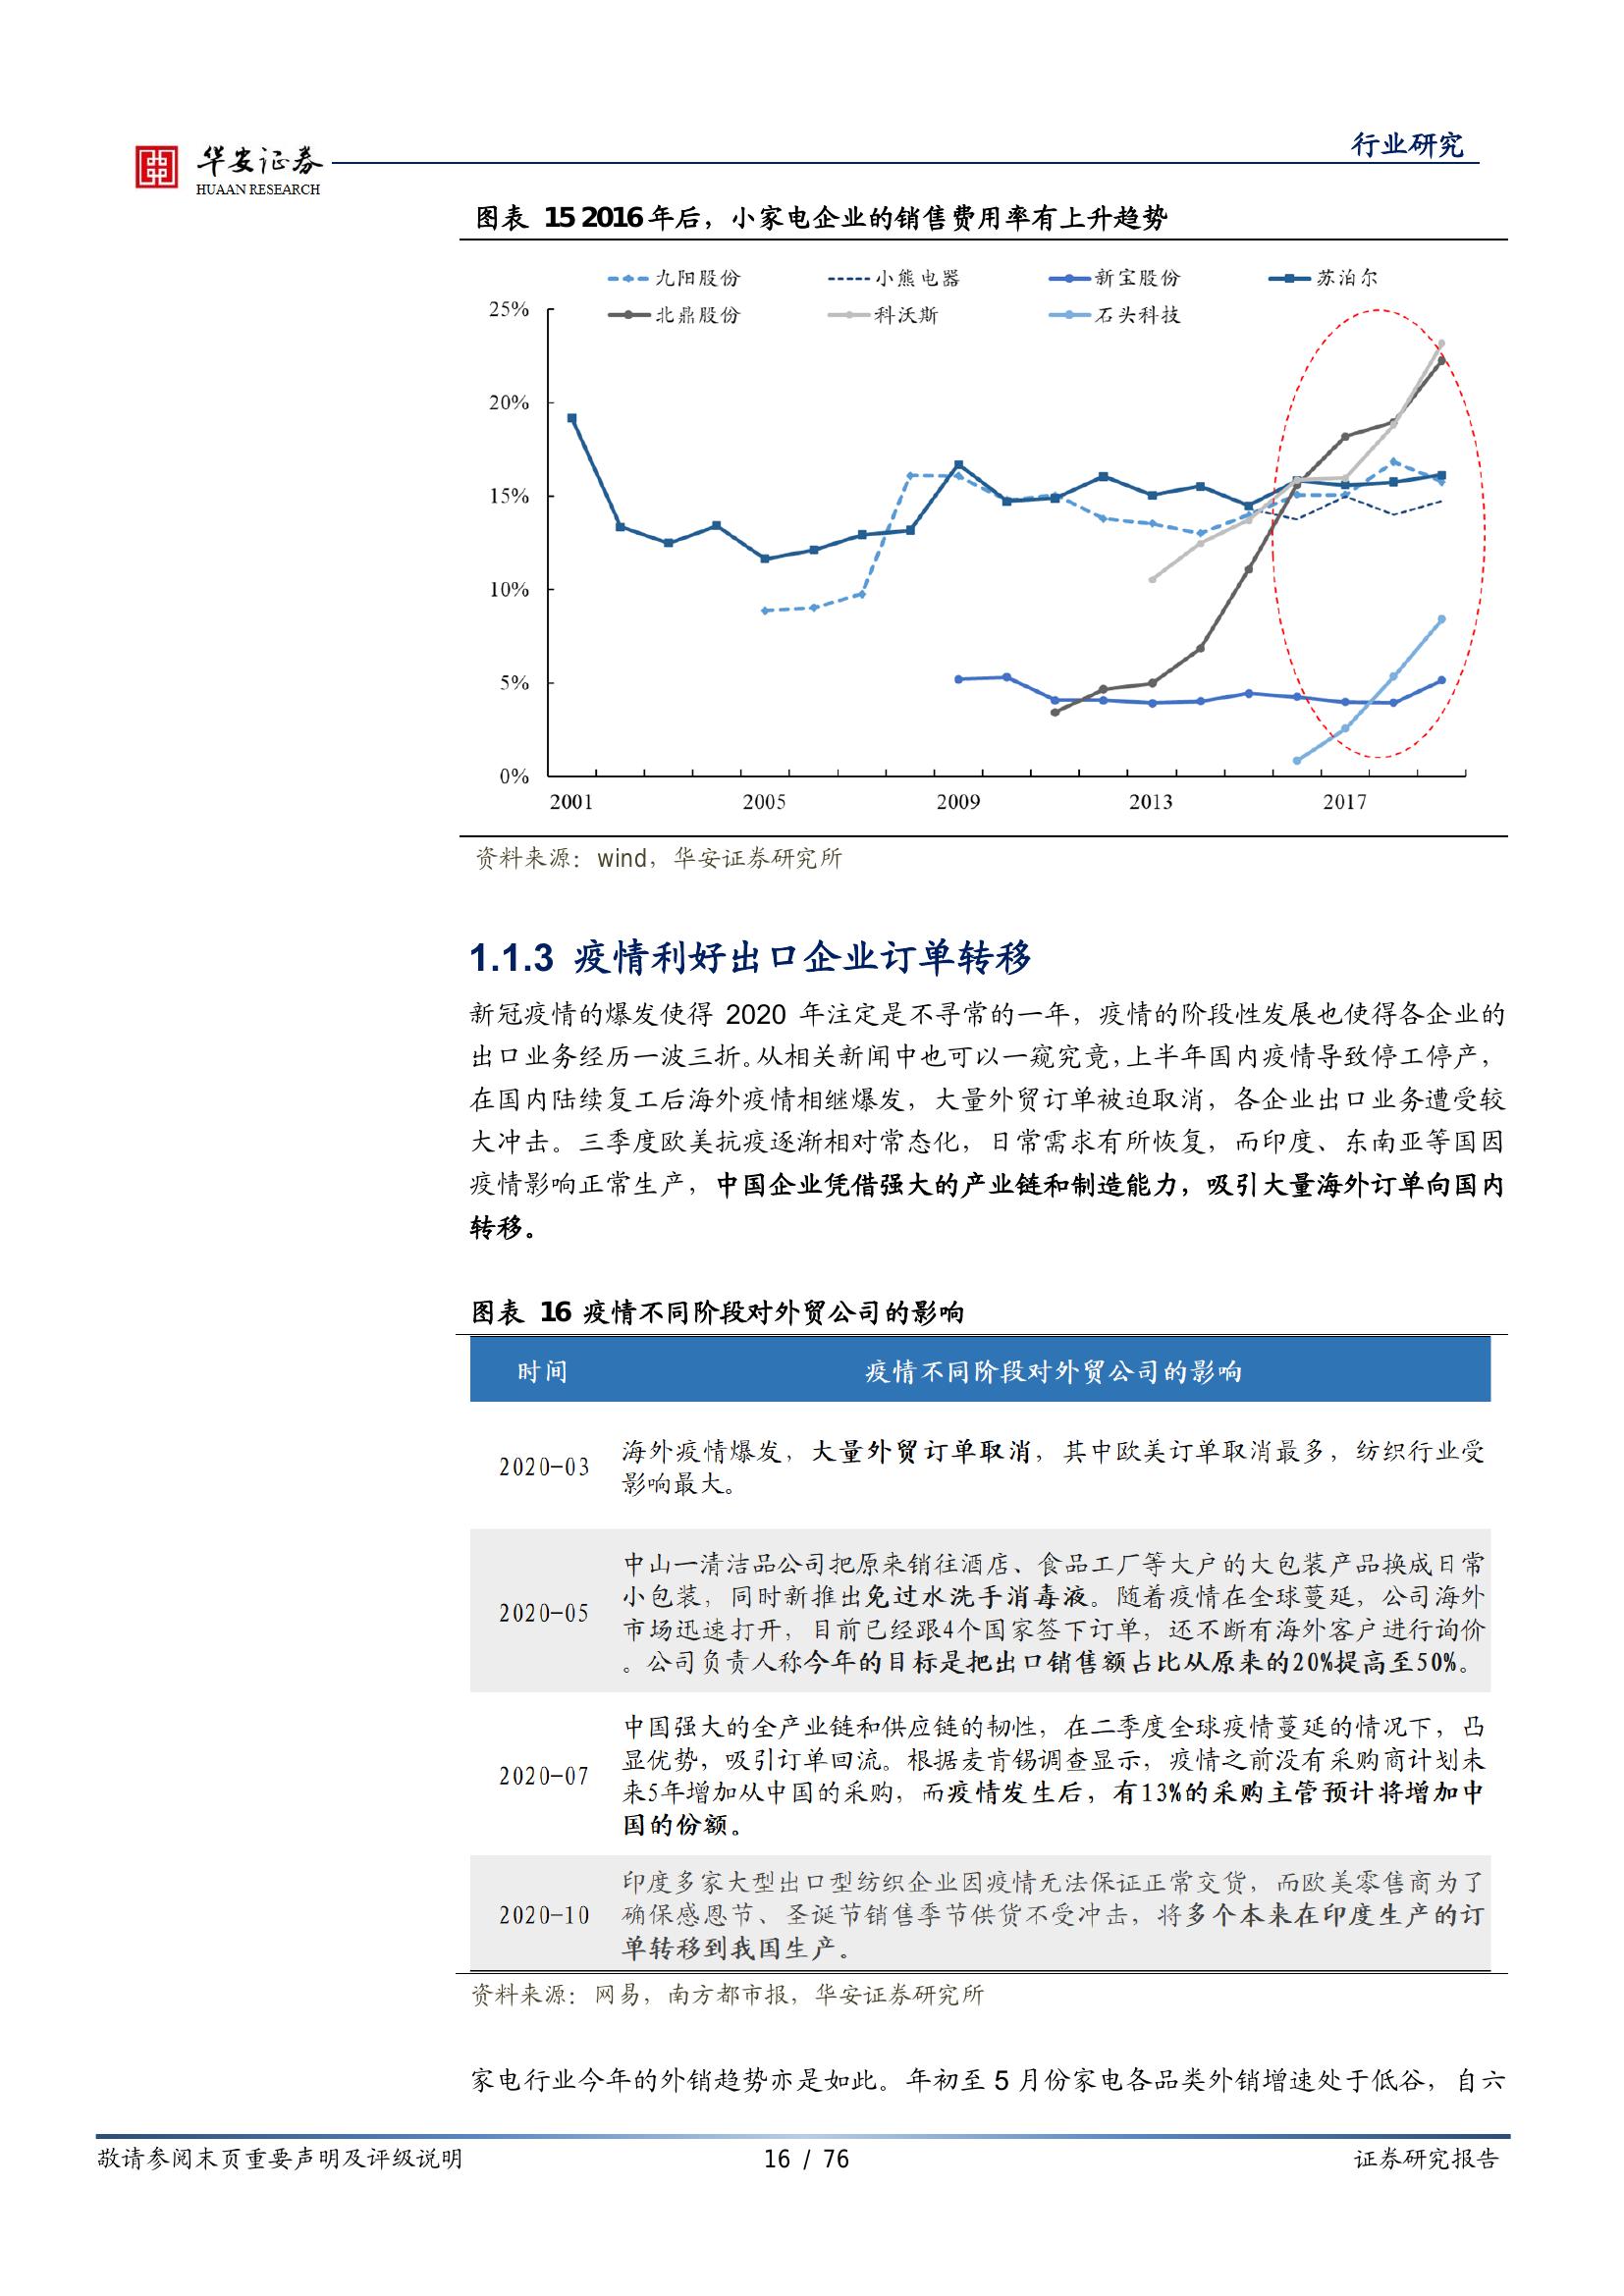 华安证券
HUAAN RESEARCH
行业研究
图表 15 2016年后，小家电企业的销售费用率有上升趋势
九阳股份 小熊电器 新宝股份 苏泊尔
北鼎股份 科沃斯 石头科技
25%
20%
15%
10%
5%
0%
2001 2005 2009 2013 2017
资料来源：wind，华安证券研究所
1.1.3 疫情利好出口企业订单转移
新冠疫情的爆发使得 2020 年注定是不寻常的一年，疫情的阶段性发展也使得各企业的
出口业务经历一波三折。从相关新闻中也可以一窥究竟，上半年国内疫情导致停工停产，
在国内陆续复工后海外疫情相继爆发，大量外贸订单被迫取消，各企业出口业务遭受较
大冲击。三季度欧美抗疫逐渐相对常态化，日常需求有所恢复，而印度、东南亚等国因
疫情影响正常生产，中国企业凭借强大的产业链和制造能力，吸引大量海外订单向国内
转移。
图表 16 疫情不同阶段对外贸公司的影响
时间 疫情不同阶段对外贸公司的影响
2020-03
海外疫情爆发，大量外贸订单取消，其中欧美订单取消最多，纺织行业受
影响最大。
2020-05
中山一清洁品公司把原来销往酒店、食品工厂等大户的大包装产品换成日常
小包装，同时新推出免过水洗手消毒液。随着疫情在全球蔓延，公司海外
市场迅速打开，目前已经跟4个国家签下订单，还不断有海外客户进行询价
。公司负责人称今年的目标是把出口销售额占比从原来的20%提高至50%。
2020-07
中国强大的全产业链和供应链的韧性，在二季度全球疫情蔓延的情况下，凸
显优势，吸引订单回流。根据麦肯锡调查显示，疫情之前没有采购商计划未
来5年增加从中国的采购，而疫情发生后，有13%的采购主管预计将增加中
国的份额。
2020-10
印度多家大型出口型纺织企业因疫情无法保证正常交货，而欧美零售商为了
确保感恩节、圣诞节销售季节供货不受冲击，将多个本来在印度生产的订
单转移到我国生产。
资料来源：网易，南方都市报，华安证券研究所
家电行业今年的外销趋势亦是如此。年初至 5 月份家电各品类外销增速处于低谷，自六
敬请参阅末页重要声明及评级说明 16 / 76 证券研究报告